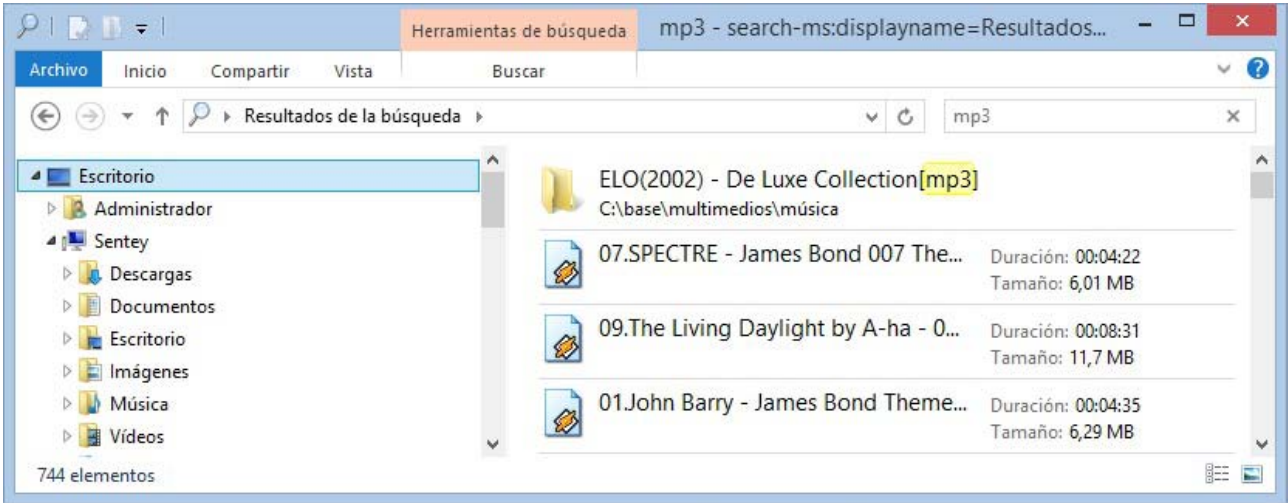 Herramientas de búsqueda
mp3 - search-ms:displayname=Resultados...
Archivo
Inicio
Compartir
Vista
Buscar
Resultados de la búsqueda
mp3
Escritorio
Administrador
Sentey
Descargas
Documentos
Escritorio
Imágenes
Música
Vídeos
ELO(2002) - De Luxe Collection[mp3]
C:\base\multimedios\música
07.SPECTRE - James Bond 007 The...
Duración: 00:04:22
Tamaño: 6,01 MB
09.The Living Daylight by A-ha - 0...
Duración: 00:08:31
Tamaño: 11,7 MB
01.John Barry - James Bond Theme...
Duración: 00:04:35
Tamaño: 6,29 MB
744 elementos